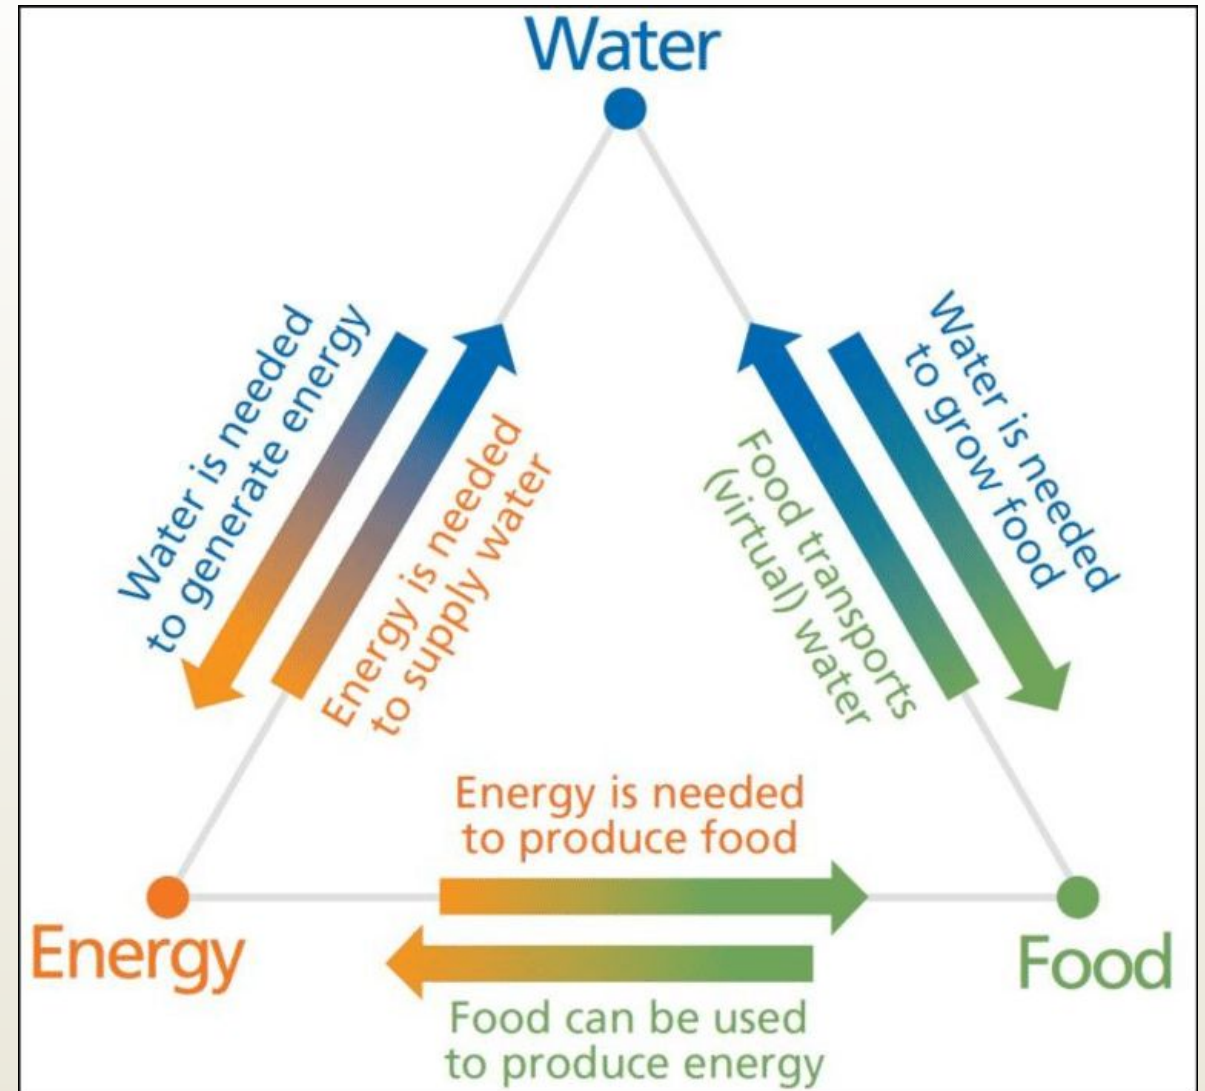 Water
Water is needed
to generate energy
Energy is needed
to supply water
Water is needed
to grow food
Food transports
(virtual) water
Energy is needed
to produce food
Energy
Food
Food can be used
to produce energy